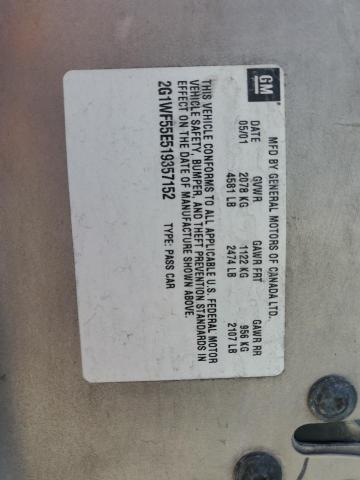 GM
MFD BY GENERAL MOTORS OF CANADA LTD.
DATE GVWR GAWR FRT GAWR RR
05/01 2078 KG 1122 KG 956 KG
4581 LB 2474 LB 2107 LB
THIS VEHICLE CONFORMS TO ALL APPLICABLE U.S. FEDERAL MOTOR
VEHICLE SAFETY, BUMPER, AND THEFT PREVENTION STANDARDS IN
EFFECT ON THE DATE OF MANUFACTURE SHOWN ABOVE.
2G1WF55E519357152 TYPE: PASS CAR